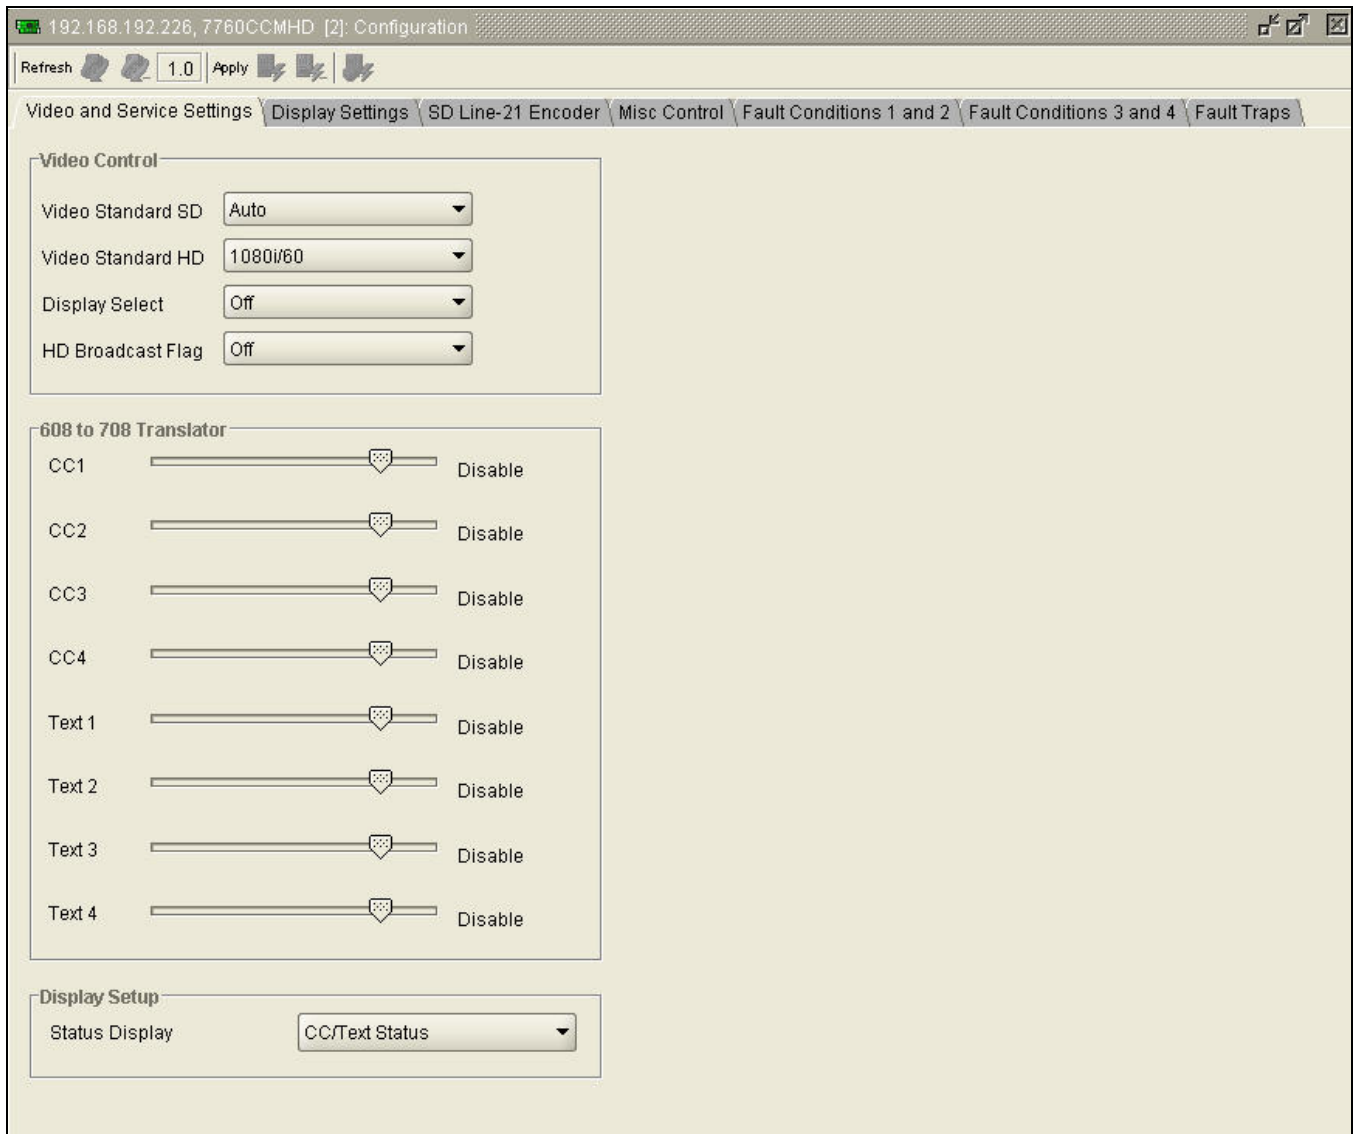 192.168.192.226, 7760CCMHD [2]: Configuration
Refresh 1.0 Apply
Video and Service Settings Display Settings SD Line-21 Encoder Misc Control Fault Conditions 1 and 2 Fault Conditions 3 and 4 Fault Traps
Video Control
Video Standard SD Auto
Video Standard HD 1080i/60
Display Select Off
HD Broadcast Flag Off
608 to 708 Translator
CC1 Disable
CC2 Disable
CC3 Disable
CC4 Disable
Text 1 Disable
Text 2 Disable
Text 3 Disable
Text 4 Disable
Display Setup
Status Display CC/Text Status